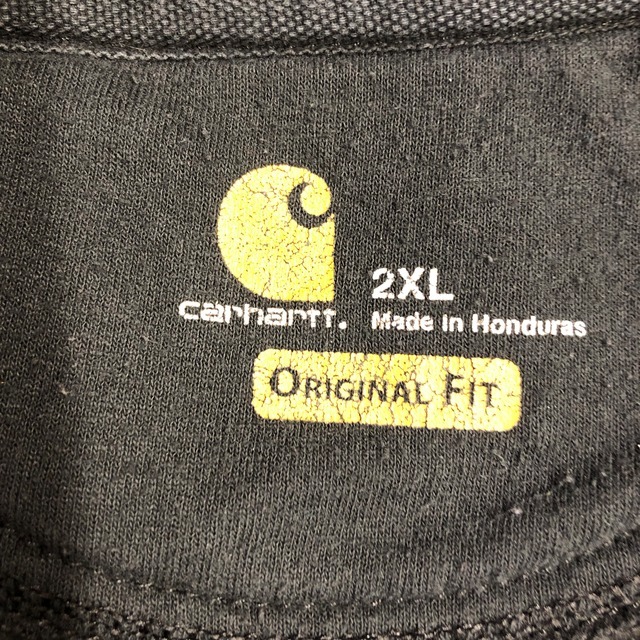 2XL
carhartt.
Made in Honduras
ORIGINAL FIT